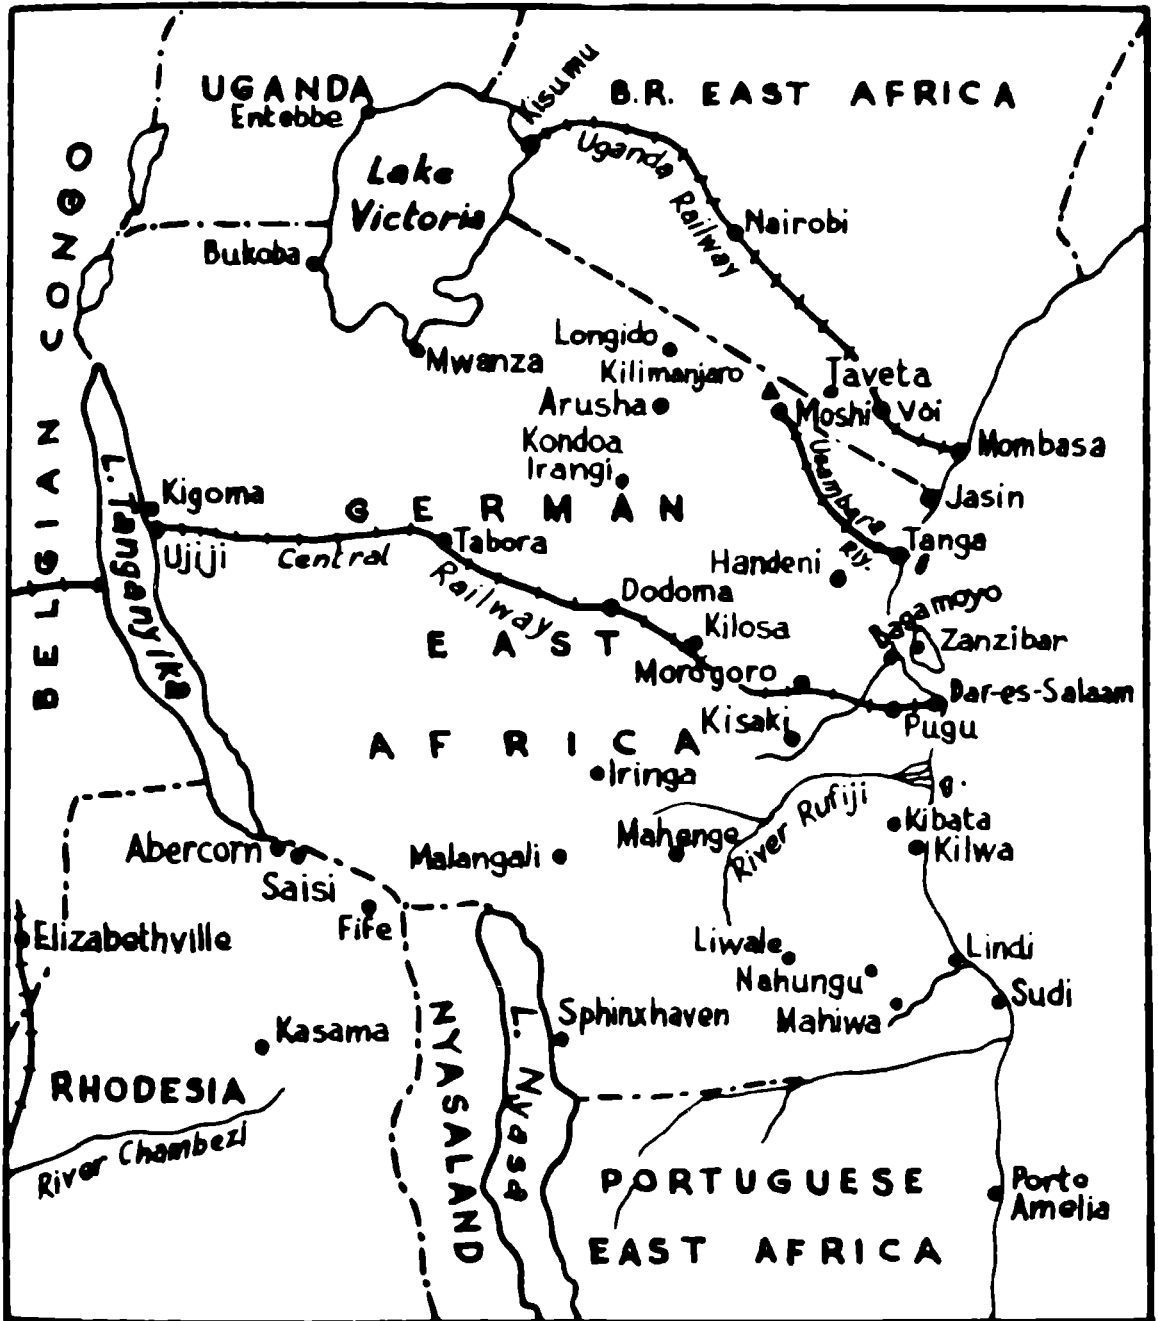 UGANDA
Entebbe
Kisumu
B.R. EAST AFRICA
Uganda Railway
Lake
Victoria
Nairobi
BELGIAN CONGO
Bukoba
Mwanza
Longido
Kilimanjaro
Taveta
Arusha
Moshi
Voi
Mombasa
Kondoa
Irangi
Usambara Rly.
Jasin
L. Tanganyika
Kigoma
Ujiji
GERMAN
Central
Tabora
Railways
Handeni
Tanga
Dodoma
Bagamoyo
Kilosa
Zanzibar
EAST
Morogoro
Dar-es-Salaam
Kisaki
Pugu
AFRICA
Iringa
River Rufiji
Kibata
Mahenge
Kilwa
Abercorn
Malangali
Saisi
Fife
Elizabethville
Liwale
Lindi
Nahungu
Sudi
Mahiwa
Sphinxhaven
Kasama
NYASALAND
L. Nyasa
RHODESIA
River Chambezi
PORTUGUESE
Porto
Amelia
EAST AFRICA